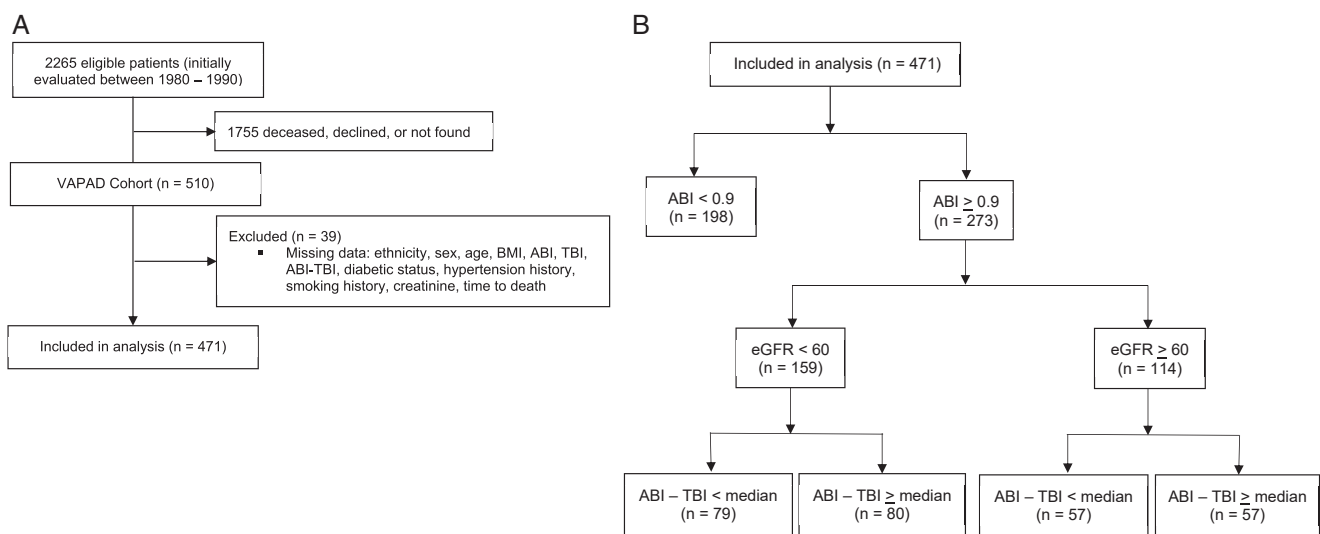 A
2265 eligible patients (initially
evaluated between 1980 – 1990)
1755 deceased, declined, or not found
VAPAD Cohort (n = 510)
Excluded (n = 39)
▪ Missing data: ethnicity, sex, age, BMI, ABI, TBI,
ABI-TBI, diabetic status, hypertension history,
smoking history, creatinine, time to death
Included in analysis (n = 471)
B
Included in analysis (n = 471)
ABI < 0.9
(n = 198)
ABI ≥ 0.9
(n = 273)
eGFR < 60
(n = 159)
eGFR ≥ 60
(n = 114)
ABI – TBI < median
(n = 79)
ABI – TBI ≥ median
(n = 80)
ABI – TBI < median
(n = 57)
ABI – TBI ≥ median
(n = 57)